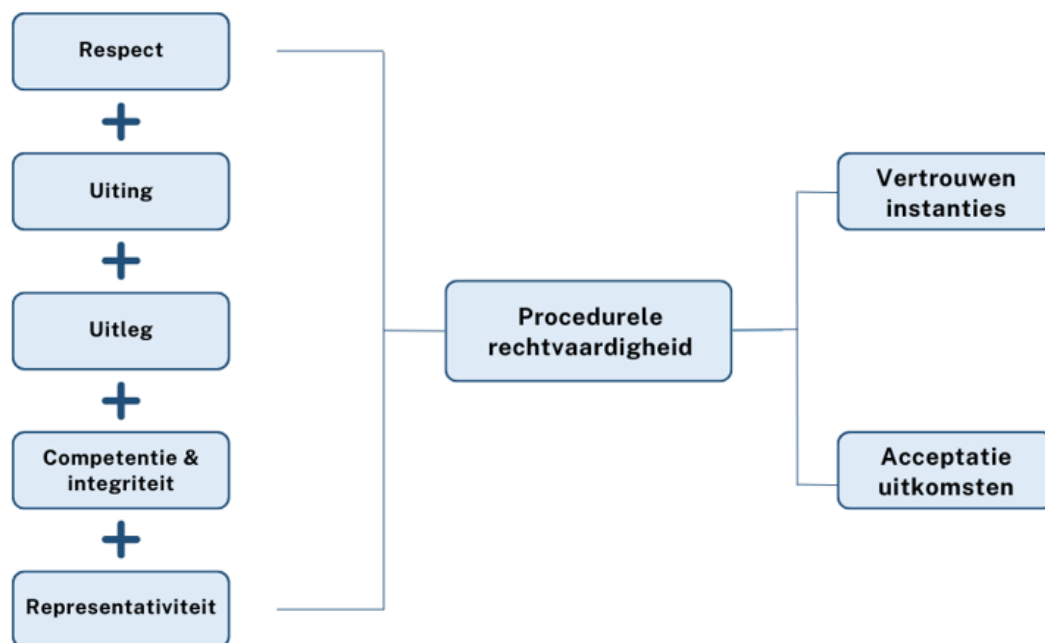 Respect
+
Uiting
+
Uitleg
+
Competentie &
integriteit
+
Representativiteit
Procedurele
rechtvaardigheid
Vertrouwen
instanties
Acceptatie
uitkomsten